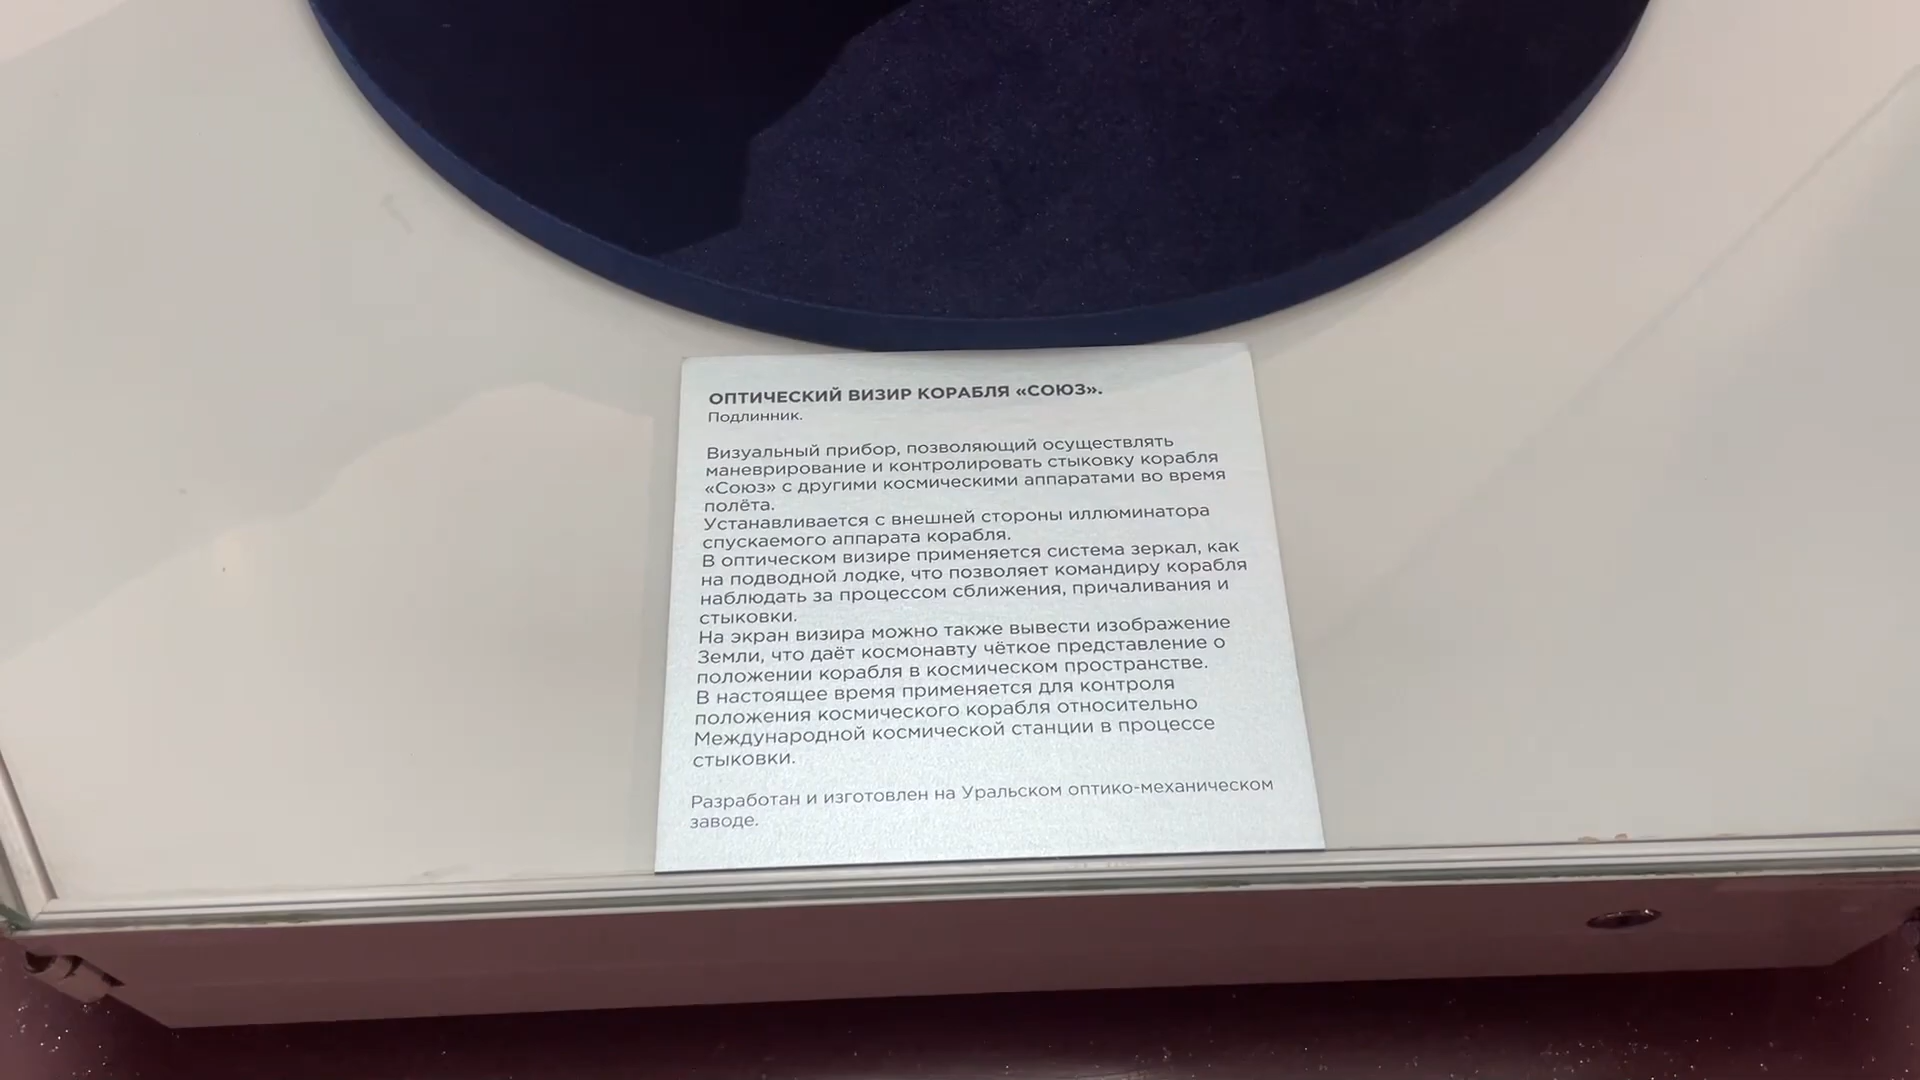 ОПТИЧЕСКИЙ ВИЗИР КОРАБЛЯ «СОЮЗ».
Подлинник.
Визуальный прибор, позволяющий осуществлять
маневрирование и контролировать стыковку корабля
«Союз» с другими космическими аппаратами во время
полёта.
Устанавливается с внешней стороны иллюминатора
спускаемого аппарата корабля.
В оптическом визире применяется система зеркал, как
на подводной лодке, что позволяет командиру корабля
наблюдать за процессом сближения, причаливания и
стыковки.
На экран визира можно также вывести изображение
Земли, что даёт космонавту чёткое представление о
положении корабля в космическом пространстве.
В настоящее время применяется для контроля
положения космического корабля относительно
Международной космической станции в процессе
стыковки.
Разработан и изготовлен на Уральском оптико-механическом
заводе.